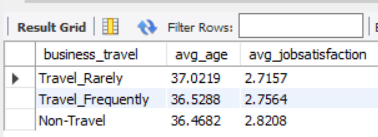 Result Grid Filter Rows:
business_travel avg_age avg_jobsatisfaction
Travel_Rarely 37.0219 2.7157
Travel_Frequently 36.5288 2.7564
Non-Travel 36.4682 2.8208